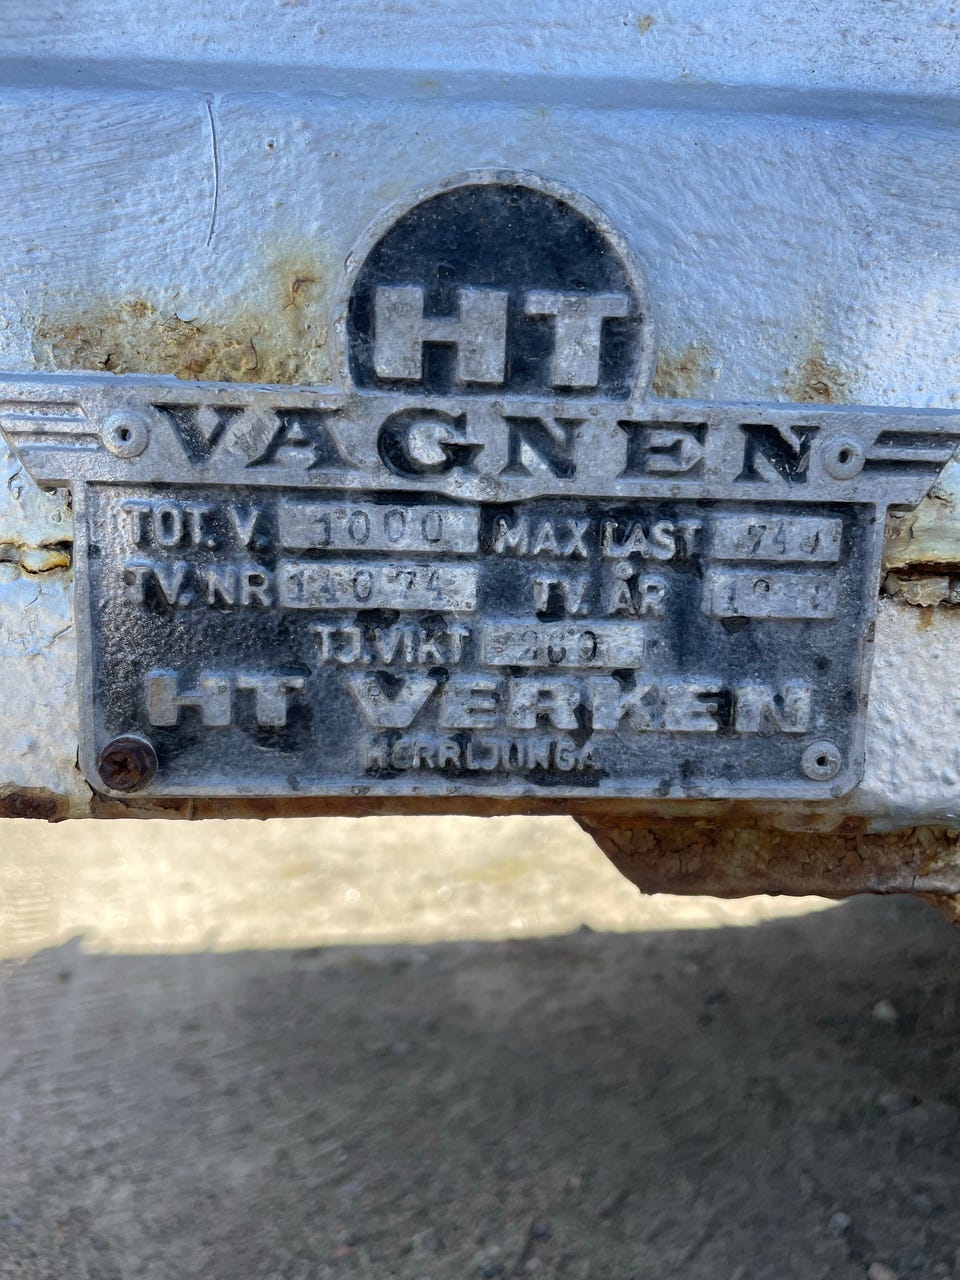 HT
VAGNEN
TOT. V. 1000 MAX LAST
TV. NR TV. ÅR
TJ.VIKT
HT VERKEN
HERRLJUNGA